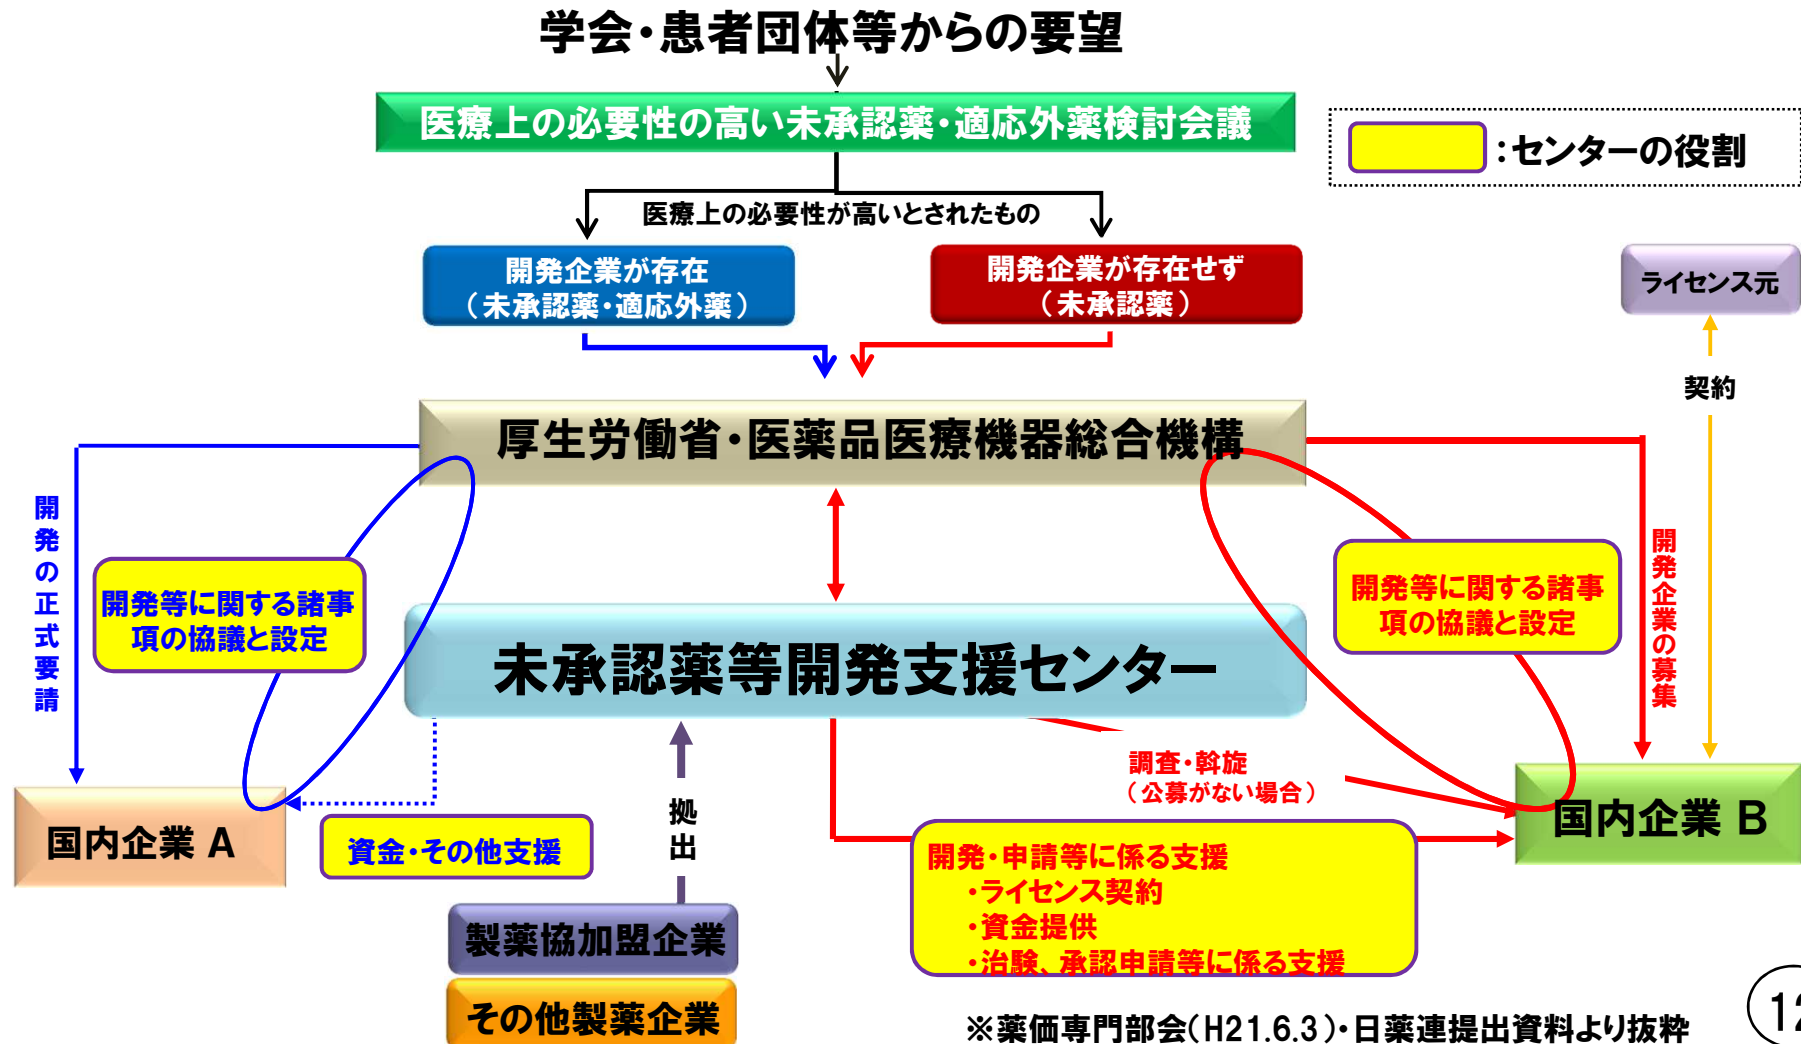 学会・患者団体等からの要望
医療上の必要性の高い未承認薬・適応外薬検討会議
:センターの役割
医療上の必要性が高いとされたもの
開発企業が存在
(未承認薬・適応外薬)
開発企業が存在せず
(未承認薬)
ライセンス元
契約
厚生労働省・医薬品医療機器総合機構
開発の正式要請
開発等に関する諸事
項の協議と設定
開発等に関する諸事
項の協議と設定
開発企業の募集
未承認薬等開発支援センター
調査・斡旋
(公募がない場合)
国内企業 A
資金・その他支援
拠出
国内企業 B
開発・申請等に係る支援
・ライセンス契約
・資金提供
・治験、承認申請等に係る支援
製薬協加盟企業
その他製薬企業
※薬価専門部会(H21.6.3)・日薬連提出資料より抜粋
12